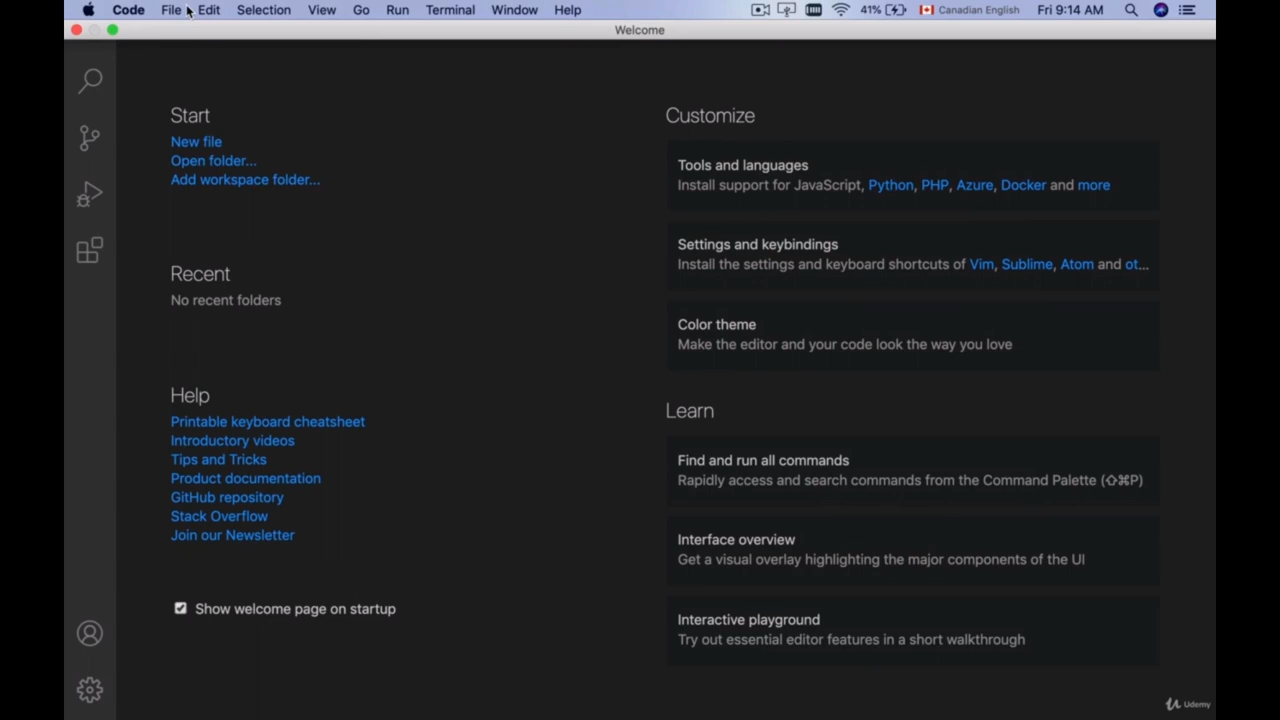 Code File Edit Selection View Go Run Terminal Window Help 41% Canadian English Fri 9:14 AM
Welcome
Start
New file
Open folder...
Add workspace folder...
Recent
No recent folders
Help
Printable keyboard cheatsheet
Introductory videos
Tips and Tricks
Product documentation
GitHub repository
Stack Overflow
Join our Newsletter
Show welcome page on startup
Customize
Tools and languages
Install support for JavaScript, Python, PHP, Azure, Docker and more
Settings and keybindings
Install the settings and keyboard shortcuts of Vim, Sublime, Atom and ot...
Color theme
Make the editor and your code look the way you love
Learn
Find and run all commands
Rapidly access and search commands from the Command Palette (⇧⌘P)
Interface overview
Get a visual overlay highlighting the major components of the UI
Interactive playground
Try out essential editor features in a short walkthrough
Udemy